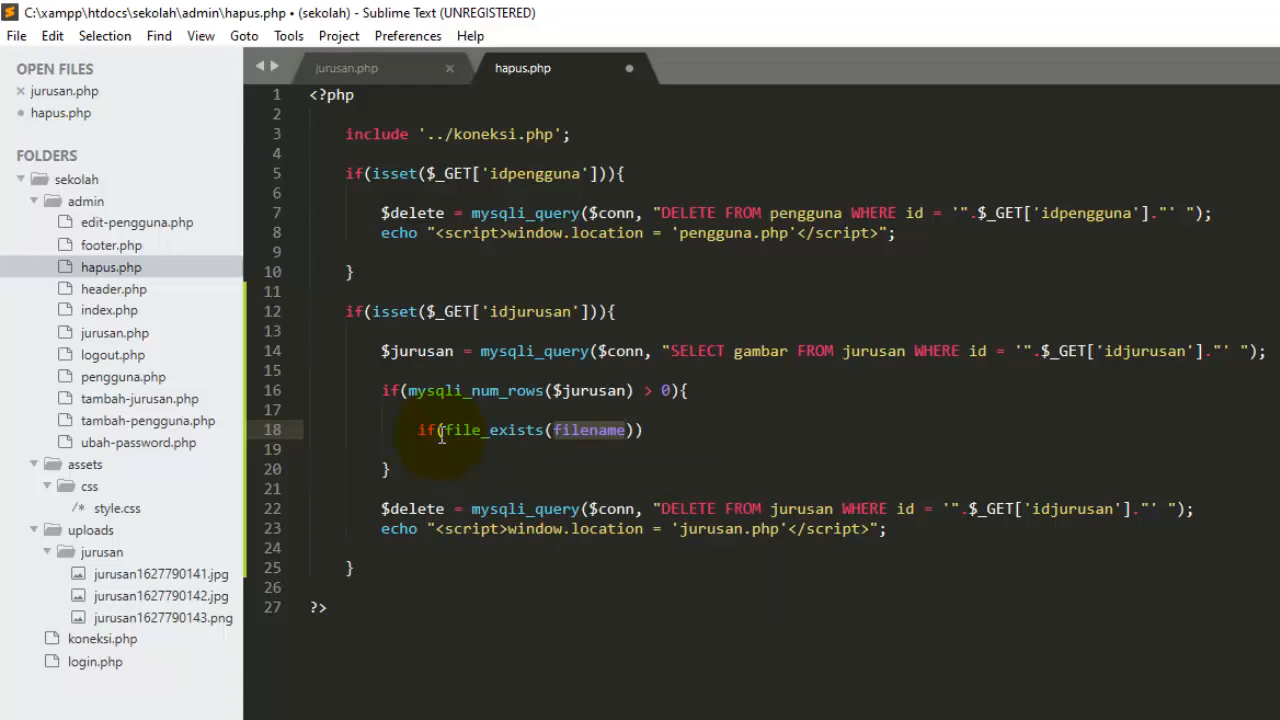 C:\xampp\htdocs\sekolah\admin\hapus.php • (sekolah) - Sublime Text (UNREGISTERED)
File Edit Selection Find View Goto Tools Project Preferences Help
OPEN FILES
× jurusan.php
• hapus.php
FOLDERS
sekolah
admin
edit-pengguna.php
footer.php
hapus.php
header.php
index.php
jurusan.php
logout.php
pengguna.php
tambah-jurusan.php
tambah-pengguna.php
ubah-password.php
assets
css
/* style.css
uploads
jurusan
jurusan1627790141.jpg
jurusan1627790142.jpg
jurusan1627790143.png
koneksi.php
login.php
jurusan.php × hapus.php •
1 <?php
2
3 include '../koneksi.php';
4
5 if(isset($_GET['idpengguna'])){
6
7 $delete = mysqli_query($conn, "DELETE FROM pengguna WHERE id = '".$_GET['idpengguna']."' ");
8 echo "<script>window.location = 'pengguna.php'</script>";
9
10 }
11
12 if(isset($_GET['idjurusan'])){
13
14 $jurusan = mysqli_query($conn, "SELECT gambar FROM jurusan WHERE id = '".$_GET['idjurusan']."' ");
15
16 if(mysqli_num_rows($jurusan) > 0){
17
18 if(file_exists(filename))
19
20 }
21
22 $delete = mysqli_query($conn, "DELETE FROM jurusan WHERE id = '".$_GET['idjurusan']."' ");
23 echo "<script>window.location = 'jurusan.php'</script>";
24
25 }
26
27 ?>